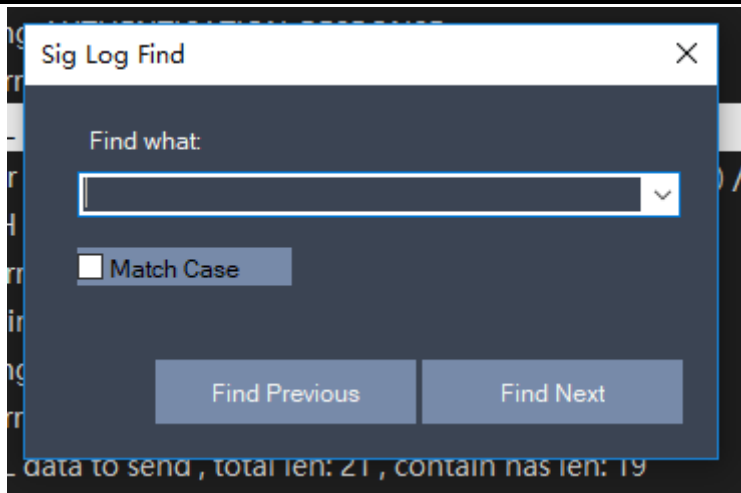 Sig Log Find
Find what:
Match Case
Find Previous
Find Next
data to send , total len: 21 , contain nas len: 19